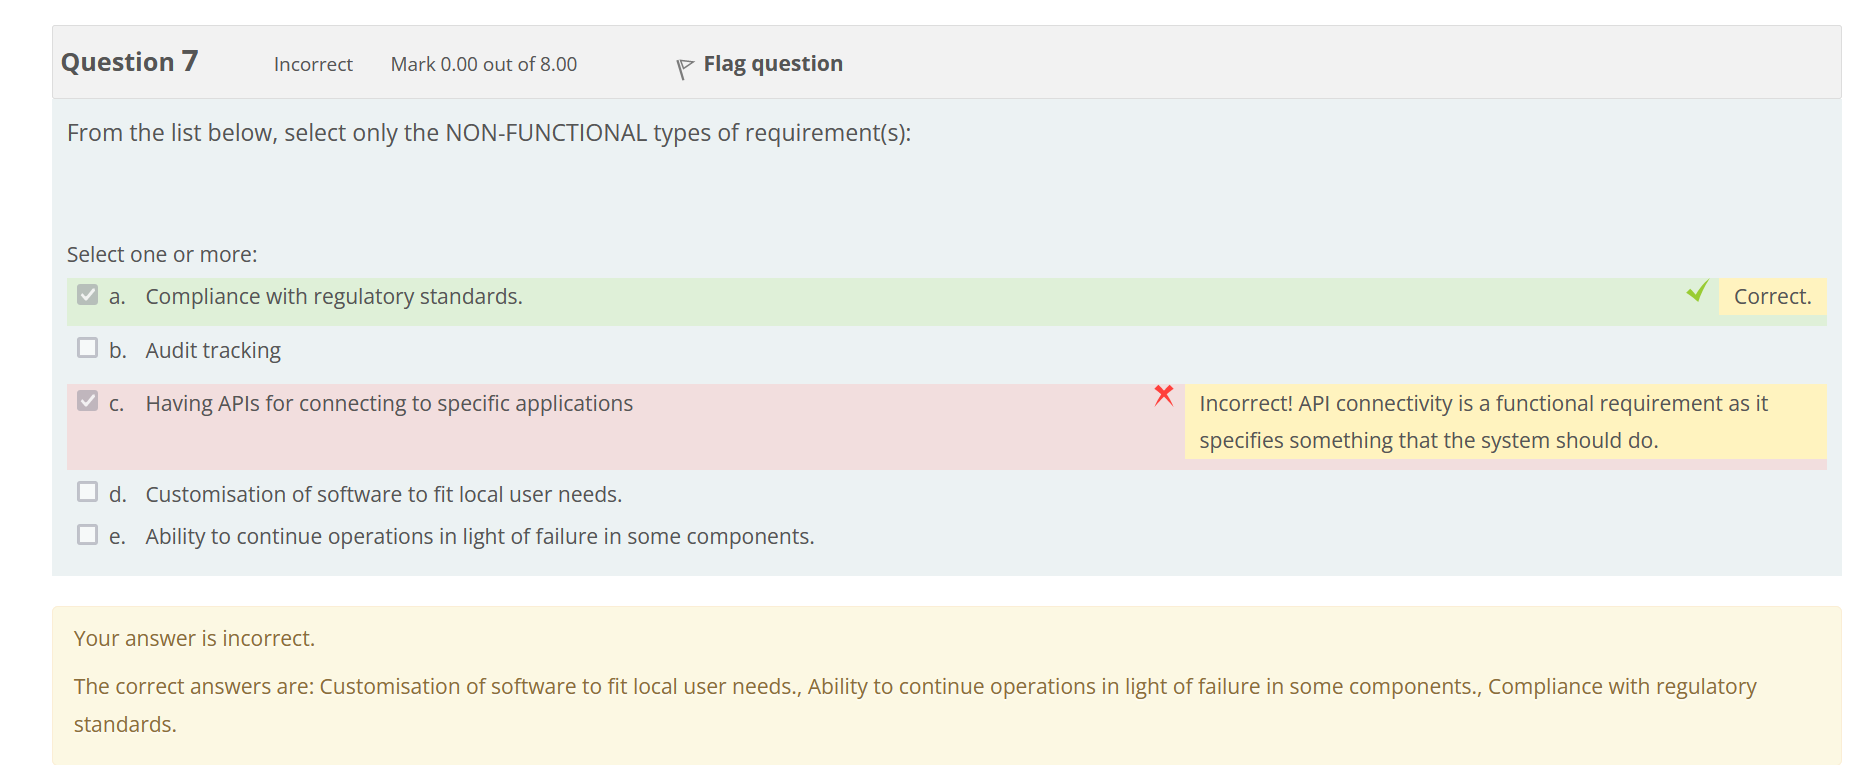 Question 7 Incorrect Mark 0.00 out of 8.00 Flag question
From the list below, select only the NON-FUNCTIONAL types of requirement(s):
Select one or more:
a. Compliance with regulatory standards. Correct.
b. Audit tracking
c. Having APIs for connecting to specific applications Incorrect! API connectivity is a functional requirement as it
specifies something that the system should do.
d. Customisation of software to fit local user needs.
e. Ability to continue operations in light of failure in some components.
Your answer is incorrect.
The correct answers are: Customisation of software to fit local user needs., Ability to continue operations in light of failure in some components., Compliance with regulatory
standards.